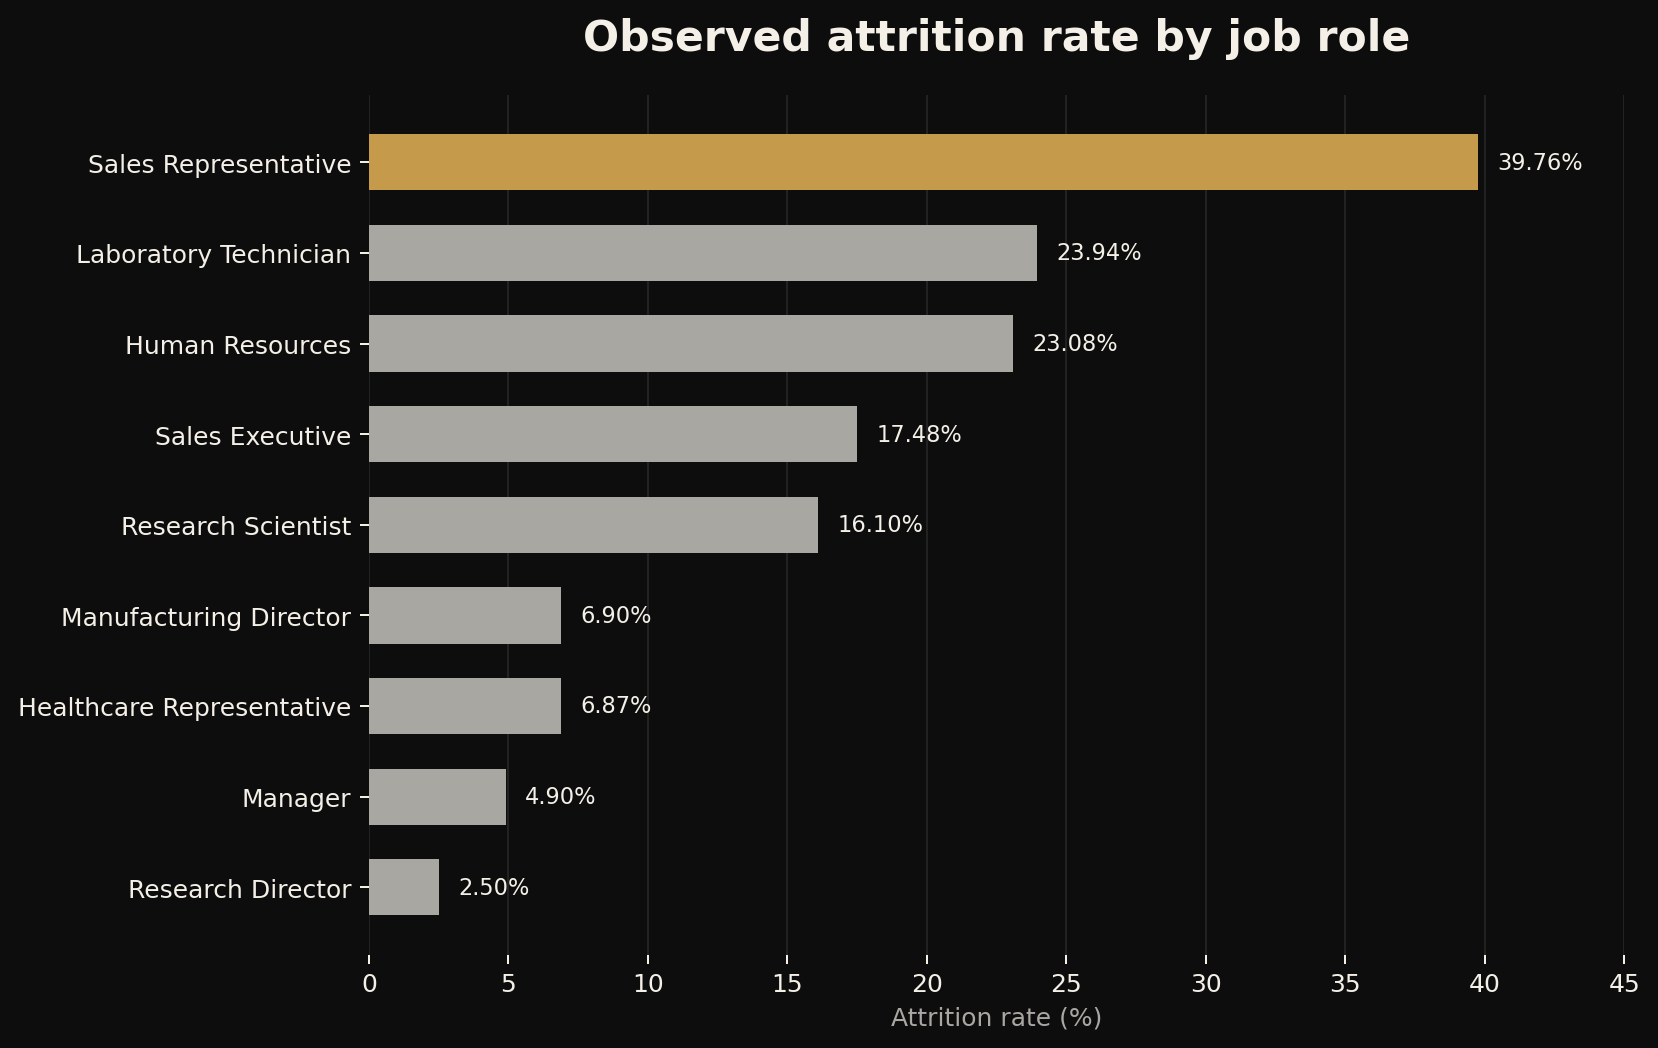 Observed attrition rate by job role
Sales Representative 39.76%
Laboratory Technician 23.94%
Human Resources 23.08%
Sales Executive 17.48%
Research Scientist 16.10%
Manufacturing Director 6.90%
Healthcare Representative 6.87%
Manager 4.90%
Research Director 2.50%
0 5 10 15 20 25 30 35 40 45
Attrition rate (%)